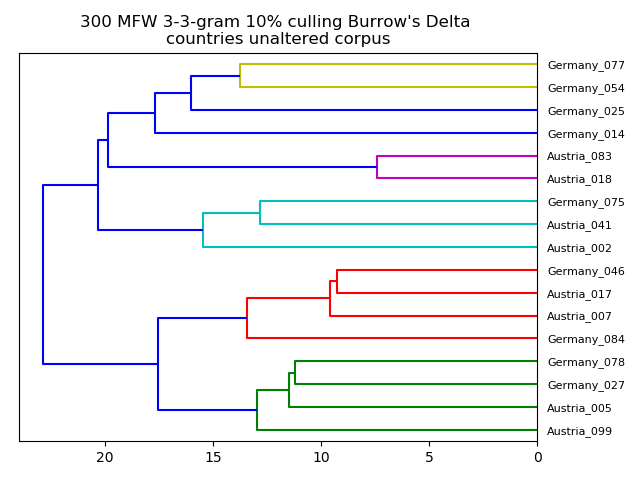 300 MFW 3-3-gram 10% culling Burrow's Delta
countries unaltered corpus
Germany_077
Germany_054
Germany_025
Germany_014
Austria_083
Austria_018
Germany_075
Austria_041
Austria_002
Germany_046
Austria_017
Austria_007
Germany_084
Germany_078
Germany_027
Austria_005
Austria_099
20 15 10 5 0